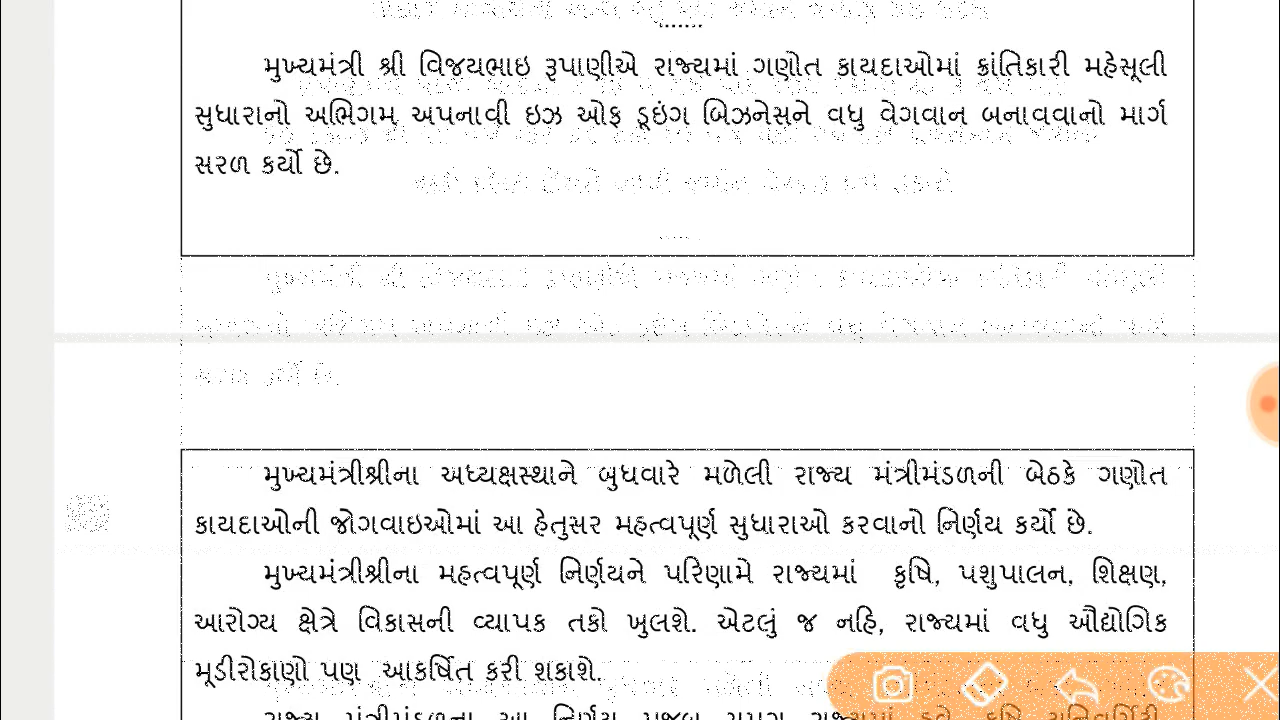 મુખ્યમંત્રી શ્રી વિજયભાઇ રૂપાણીએ રાજ્યમાં ગણોત કાયદાઓમાં ક્રાંતિકારી મહેસૂલી
સુધારાનો અભિગમ અપનાવી ઇઝ ઓફ ડૂઇંગ બિઝનેસને વધુ વેગવાન બનાવવાનો માર્ગ
સરળ કર્યો છે.
મુખ્યમંત્રીશ્રીના અધ્યક્ષસ્થાને બુધવારે મળેલી રાજ્ય મંત્રીમંડળની બેઠકે ગણોત
કાયદાઓની જોગવાઇઓમાં આ હેતુસર મહત્વપૂર્ણ સુધારાઓ કરવાનો નિર્ણય કર્યો છે.
મુખ્યમંત્રીશ્રીના મહત્વપૂર્ણ નિર્ણયને પરિણામે રાજ્યમાં કૃષિ, પશુપાલન, શિક્ષણ,
આરોગ્ય ક્ષેત્રે વિકાસની વ્યાપક તકો ખુલશે. એટલું જ નહિ, રાજ્યમાં વધુ ઔદ્યોગિક
મૂડીરોકાણો પણ આકર્ષિત કરી શકાશે.